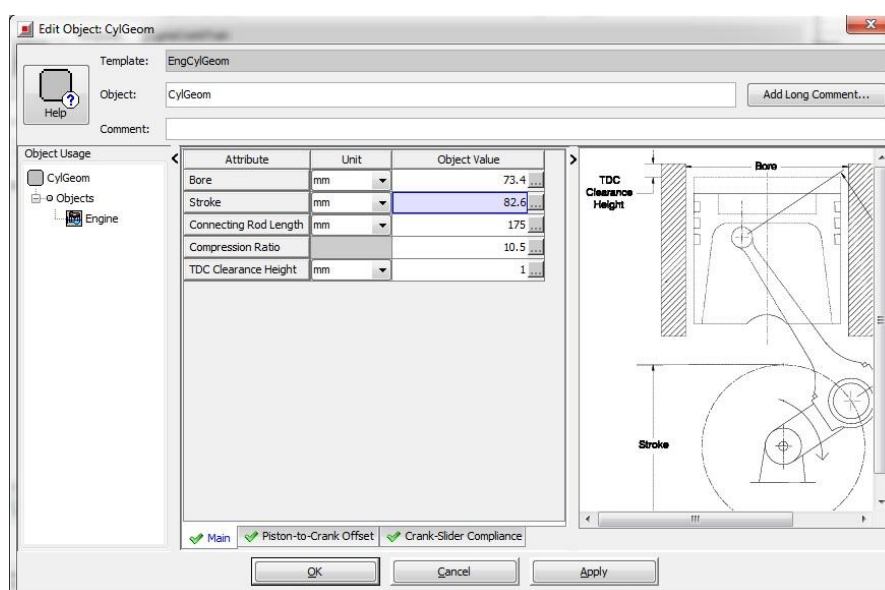 Edit Object: CylGeom
Template: EngCylGeom
Help
Object: CylGeom Add Long Comment...
Comment:
Object Usage
CylGeom
Objects
Engine
Attribute Unit Object Value
Bore mm 73.4 ...
Stroke mm 82.6 ...
Connecting Rod Length mm 175 ...
Compression Ratio 10.5 ...
TDC Clearance Height mm 1 ...
Bore
TDC
Clearance
Height
Stroke
Main Piston-to-Crank Offset Crank-Slider Compliance
OK Cancel Apply